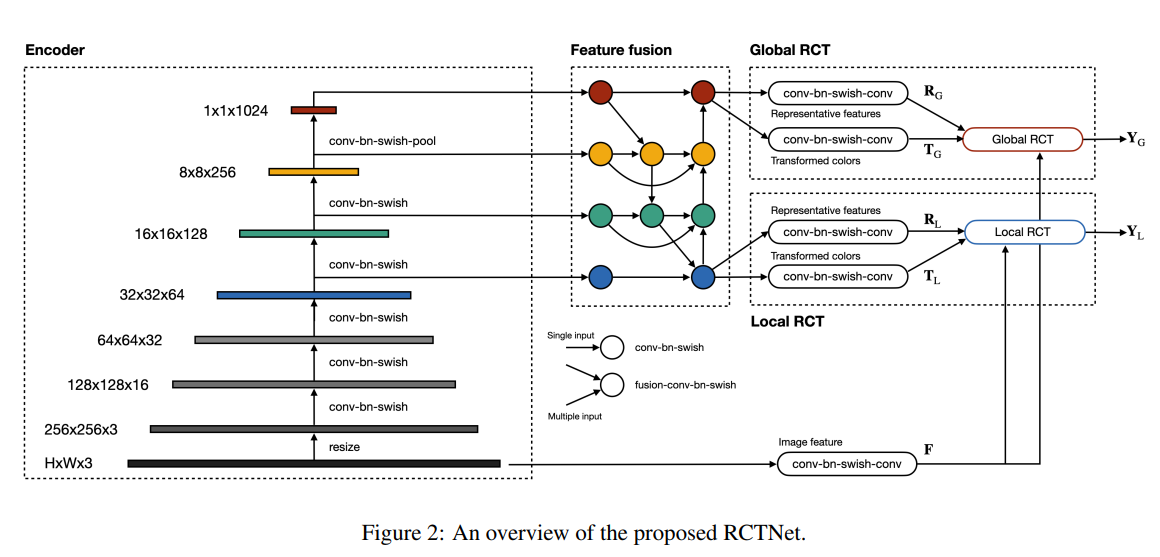 Encoder
Feature fusion
Global RCT
1x1x1024
conv-bn-swish-pool
8x8x256
conv-bn-swish
16x16x128
conv-bn-swish
32x32x64
conv-bn-swish
64x64x32
conv-bn-swish
128x128x16
conv-bn-swish
256x256x3
resize
HxWx3
conv-bn-swish-conv
R_G
Representative features
conv-bn-swish-conv
T_G
Transformed colors
Global RCT
Y_G
Representative features
conv-bn-swish-conv
R_L
Transformed colors
conv-bn-swish-conv
T_L
Local RCT
Y_L
Local RCT
Single input
conv-bn-swish
fusion-conv-bn-swish
Multiple input
Image feature
conv-bn-swish-conv
F
Figure 2: An overview of the proposed RCTNet.